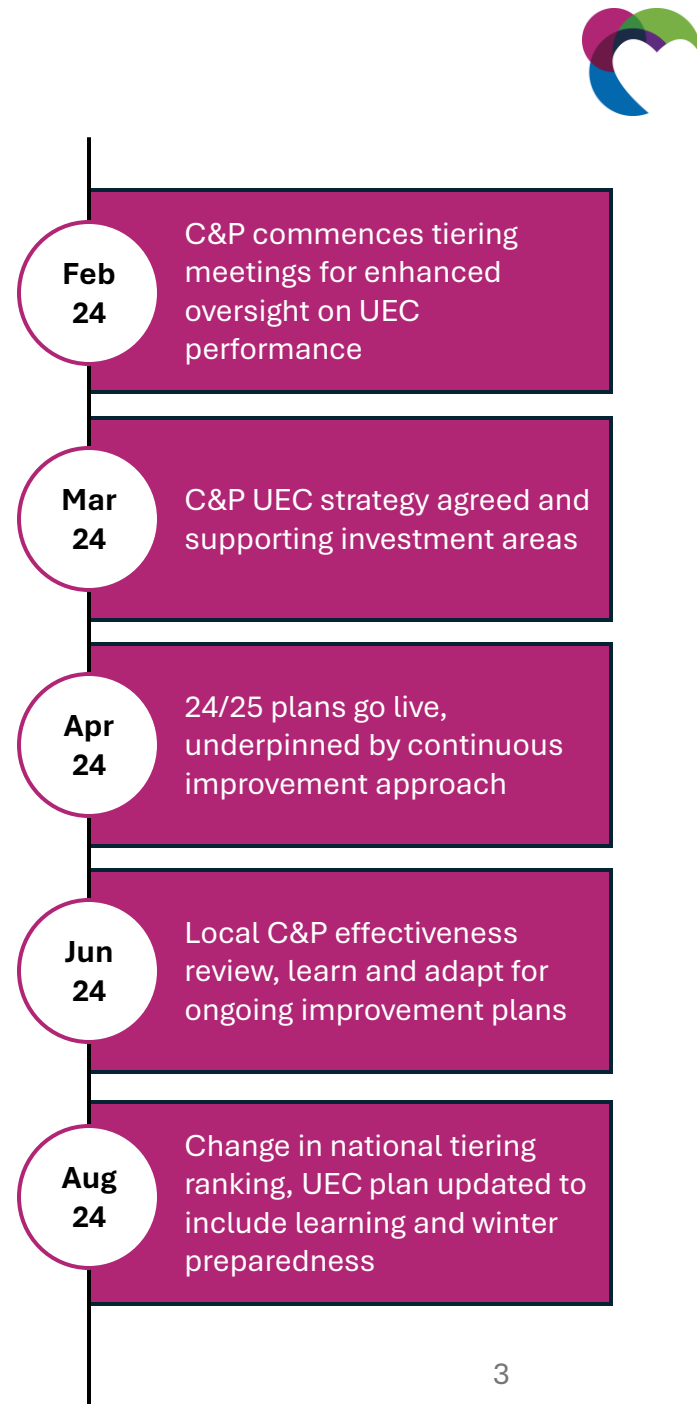 Feb
24
C&P commences tiering
meetings for enhanced
oversight on UEC
performance
Mar
24
C&P UEC strategy agreed and
supporting investment areas
Apr
24
24/25 plans go live,
underpinned by continuous
improvement approach
Jun
24
Local C&P effectiveness
review, learn and adapt for
ongoing improvement plans
Aug
24
Change in national tiering
ranking, UEC plan updated to
include learning and winter
preparedness
3